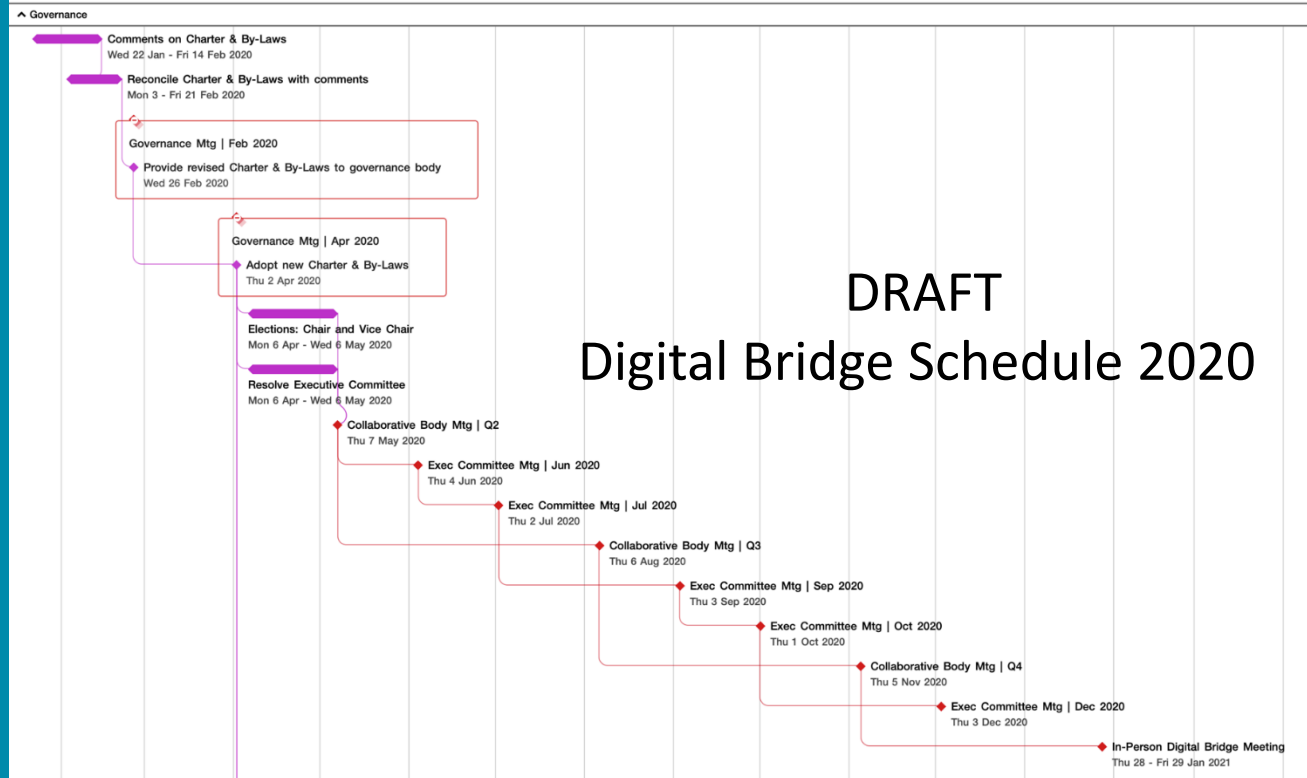 Governance
Comments on Charter & By-Laws
Wed 22 Jan - Fri 14 Feb 2020
Reconcile Charter & By-Laws with comments
Mon 3 - Fri 21 Feb 2020
Governance Mtg | Feb 2020
Provide revised Charter & By-Laws to governance body
Wed 26 Feb 2020
Governance Mtg | Apr 2020
Adopt new Charter & By-Laws
Thu 2 Apr 2020
DRAFT
Digital Bridge Schedule 2020
Elections: Chair and Vice Chair
Mon 6 Apr - Wed 6 May 2020
Resolve Executive Committee
Mon 6 Apr - Wed 6 May 2020
Collaborative Body Mtg | Q2
Thu 7 May 2020
Exec Committee Mtg | Jun 2020
Thu 4 Jun 2020
Exec Committee Mtg | Jul 2020
Thu 2 Jul 2020
Collaborative Body Mtg | Q3
Thu 6 Aug 2020
Exec Committee Mtg | Sep 2020
Thu 3 Sep 2020
Exec Committee Mtg | Oct 2020
Thu 1 Oct 2020
Collaborative Body Mtg | Q4
Thu 5 Nov 2020
Exec Committee Mtg | Dec 2020
Thu 3 Dec 2020
In-Person Digital Bridge Meeting
Thu 28 - Fri 29 Jan 2021